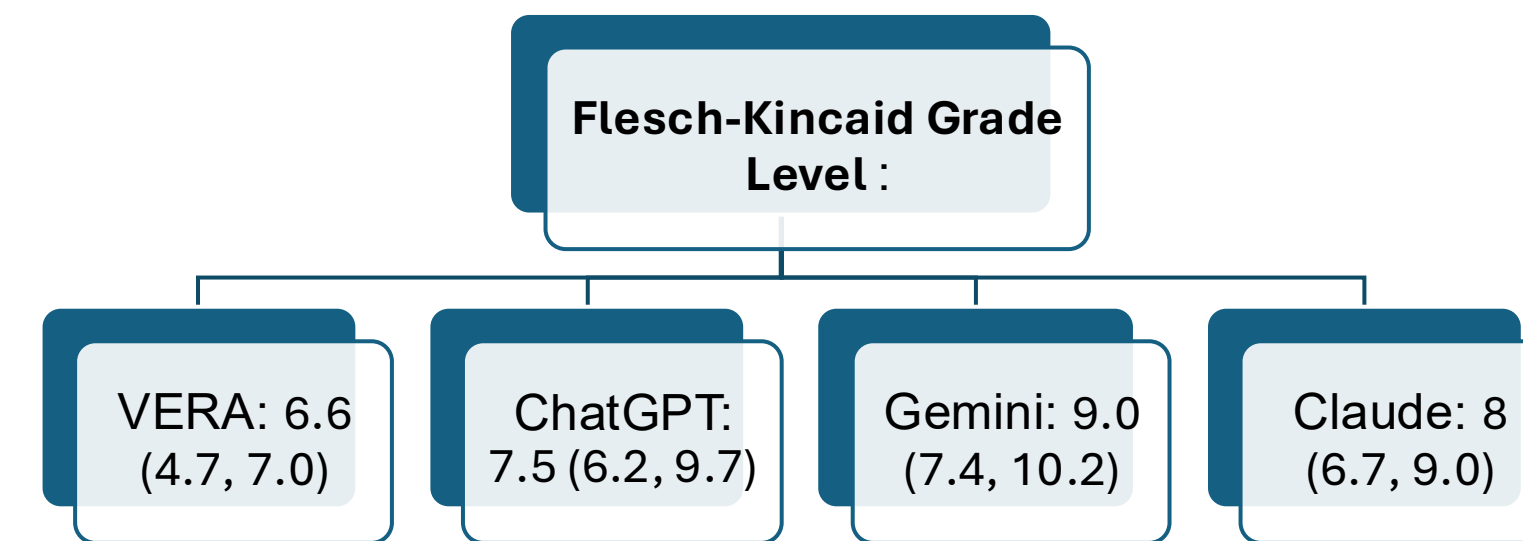 Flesch-Kincaid Grade
Level :
VERA: 6.6
(4.7, 7.0)
ChatGPT:
7.5 (6.2, 9.7)
Gemini: 9.0
(7.4, 10.2)
Claude: 8
(6.7, 9.0)